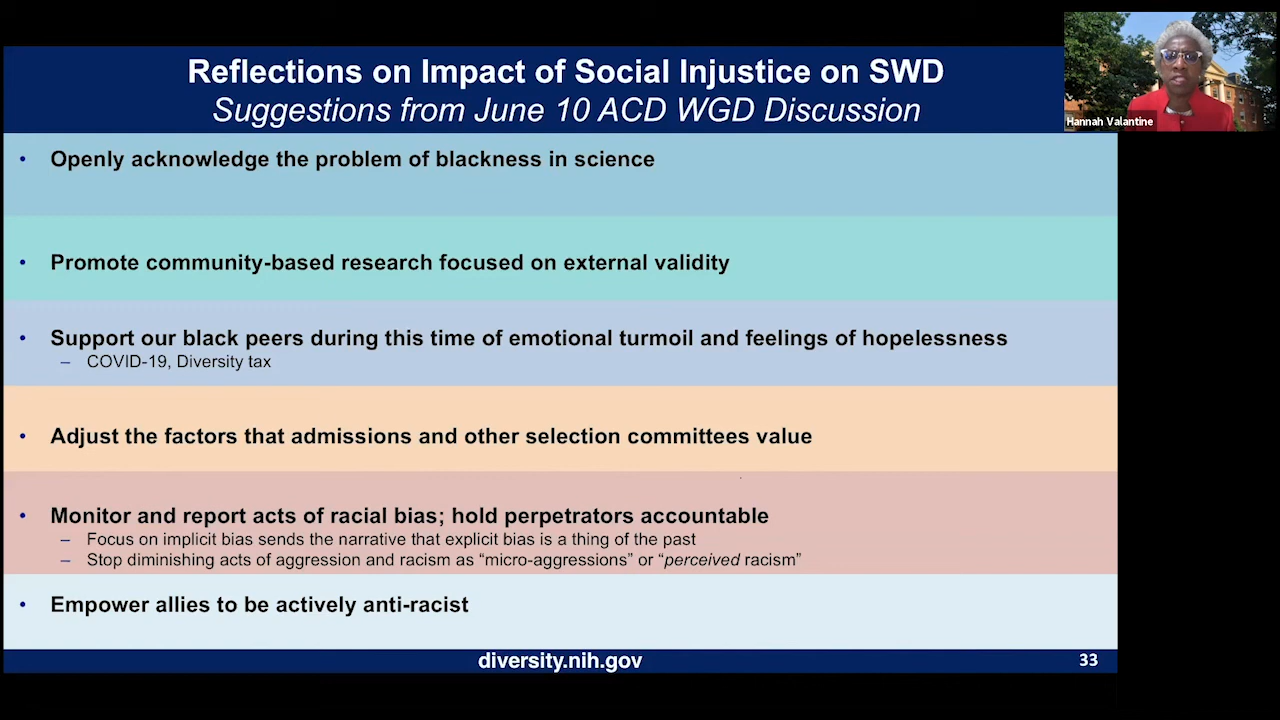 Reflections on Impact of Social Injustice on SWD
Suggestions from June 10 ACD WGD Discussion
Hannah Valantine
• Openly acknowledge the problem of blackness in science
• Promote community-based research focused on external validity
• Support our black peers during this time of emotional turmoil and feelings of hopelessness
– COVID-19, Diversity tax
• Adjust the factors that admissions and other selection committees value
• Monitor and report acts of racial bias; hold perpetrators accountable
– Focus on implicit bias sends the narrative that explicit bias is a thing of the past
– Stop diminishing acts of aggression and racism as “micro-aggressions” or “perceived racism”
• Empower allies to be actively anti-racist
diversity.nih.gov
33